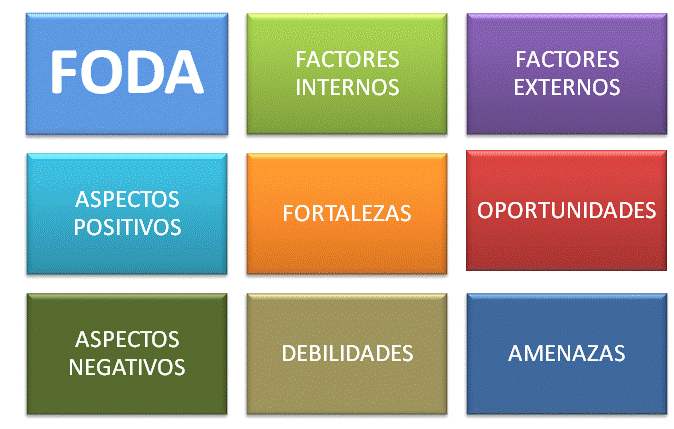 FODA
FACTORES
INTERNOS
FACTORES
EXTERNOS
ASPECTOS
POSITIVOS
FORTALEZAS
OPORTUNIDADES
ASPECTOS
NEGATIVOS
DEBILIDADES
AMENAZAS